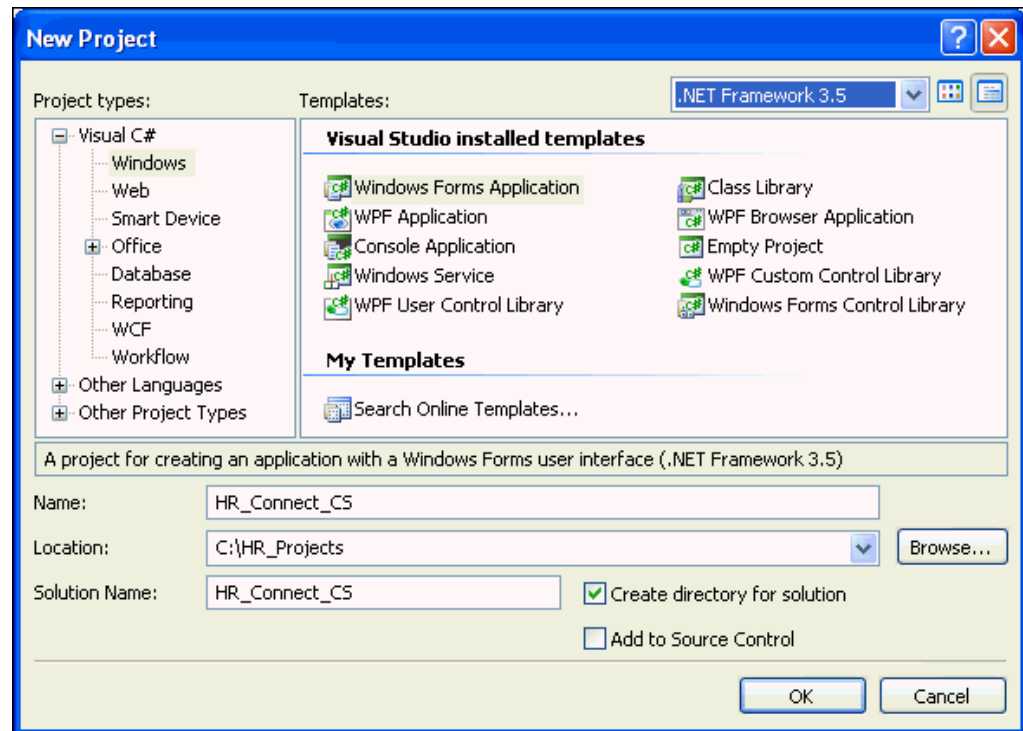 New Project
Project types:
Templates:
.NET Framework 3.5
Visual C#
Windows
Web
Smart Device
Office
Database
Reporting
WCF
Workflow
Other Languages
Other Project Types
Visual Studio installed templates
Windows Forms Application
Class Library
WPF Application
WPF Browser Application
Console Application
Empty Project
Windows Service
WPF Custom Control Library
WPF User Control Library
Windows Forms Control Library
My Templates
Search Online Templates...
A project for creating an application with a Windows Forms user interface (.NET Framework 3.5)
Name:
HR_Connect_CS
Location:
C:\HR_Projects
Browse...
Solution Name:
HR_Connect_CS
Create directory for solution
Add to Source Control
OK
Cancel